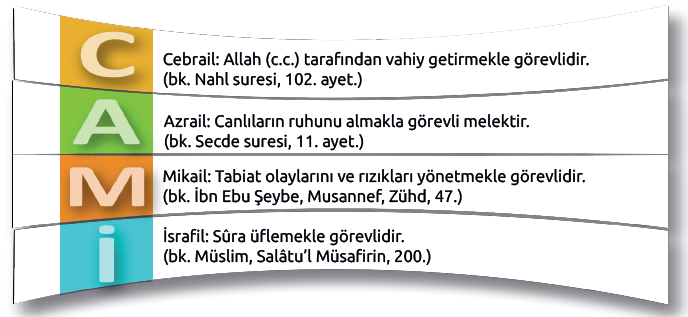 C
Cebrail: Allah (c.c.) tarafından vahiy getirmekle görevlidir.
(bk. Nahl suresi, 102. ayet.)
A
Azrail: Canlıların ruhunu almakla görevli melektir.
(bk. Secde suresi, 11. ayet.)
M
Mikail: Tabiat olaylarını ve rızıkları yönetmekle görevlidir.
(bk. İbn Ebu Şeybe, Musannef, Zühd, 47.)
İ
İsrafil: Sûra üflemekle görevlidir.
(bk. Müslim, Salâtu’l Müsafirin, 200.)